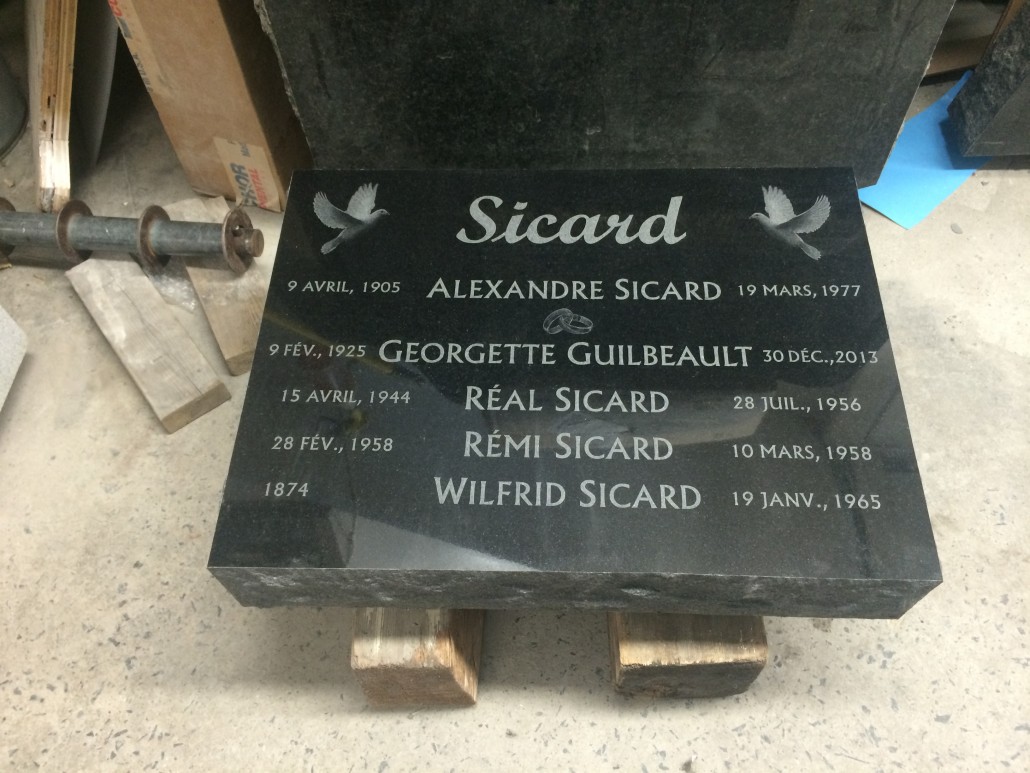 Sicard
9 AVRIL, 1905 ALEXANDRE SICARD 19 MARS, 1977
9 FÉV., 1925 GEORGETTE GUILBEAULT 30 DÉC., 2013
15 AVRIL, 1944 RÉAL SICARD 28 JUIL., 1956
28 FÉV., 1958 RÉMI SICARD 10 MARS, 1958
1874 WILFRID SICARD 19 JANV., 1965